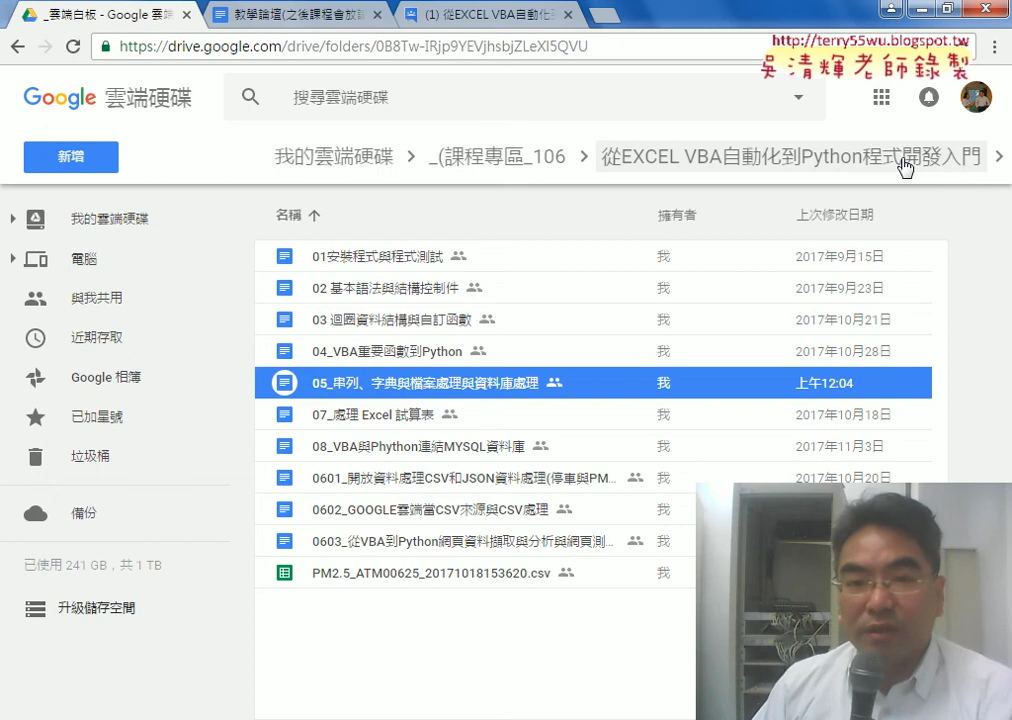 _雲端白板 - Google 雲端
教學論壇(之後課程會放
(1) 從EXCEL VBA自動化
https://drive.google.com/drive/folders/0B8Tw-IRjp9YEVjhsbjZLeXI5QVU
http://terry55wu.blogspot.tw
吳清輝老師錄製
Google 雲端硬碟
搜尋雲端硬碟
新增
我的雲端硬碟 > _(課程專區_106 > 從EXCEL VBA自動化到Python程式開發入門 >
名稱 擁有者 上次修改日期
我的雲端硬碟
電腦
與我共用
近期存取
Google 相簿
已加星號
垃圾桶
備份
已使用 241 GB，共 1 TB
升級儲存空間
01安裝程式與程式測試 我 2017年9月15日
02 基本語法與結構控制件 我 2017年9月23日
03 迴圈資料結構與自訂函數 我 2017年10月21日
04_VBA重要函數到Python 我 2017年10月28日
05_串列、字典與檔案處理與資料庫處理 我 上午12:04
07_處理 Excel 試算表 我 2017年10月18日
08_VBA與Phython連結MYSQL資料庫 我 2017年11月3日
0601_開放資料處理CSV和JSON資料處理(停車與PM... 我 2017年10月20日
0602_GOOGLE雲端當CSV來源與CSV處理 我
0603_從VBA到Python網頁資料擷取與分析與網頁測... 我
PM2.5_ATM00625_20171018153620.csv 我